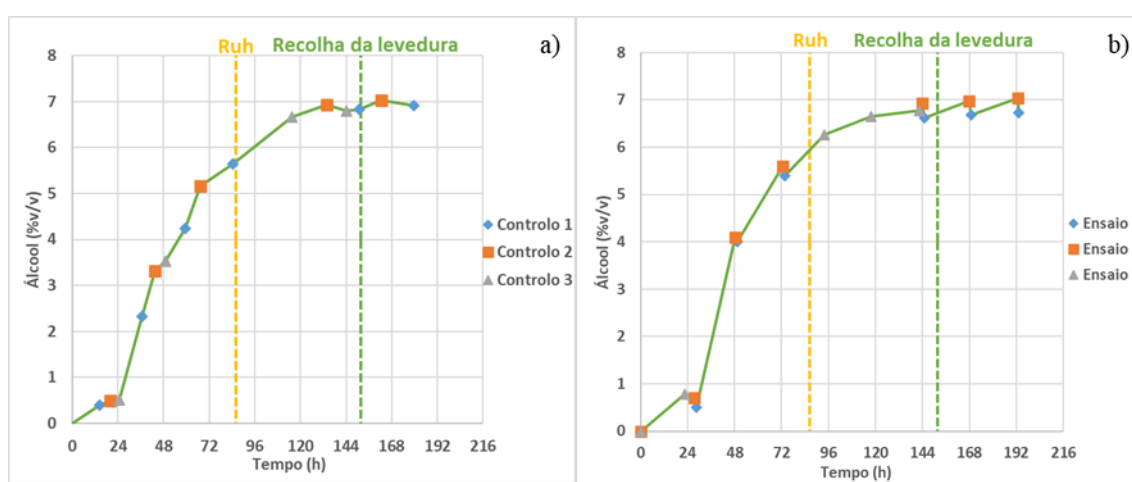 Ruh
Recolha da levedura
a)
8
7
6
5
4
3
2
1
0
Álcool (%v/v)
0 24 48 72 96 120 144 168 192 216
Tempo (h)
Controlo 1
Controlo 2
Controlo 3
Ruh
Recolha da levedura
b)
8
7
6
5
4
3
2
1
0
Álcool (%v/v)
0 24 48 72 96 120 144 168 192 216
Tempo (h)
Ensaio
Ensaio
Ensaio